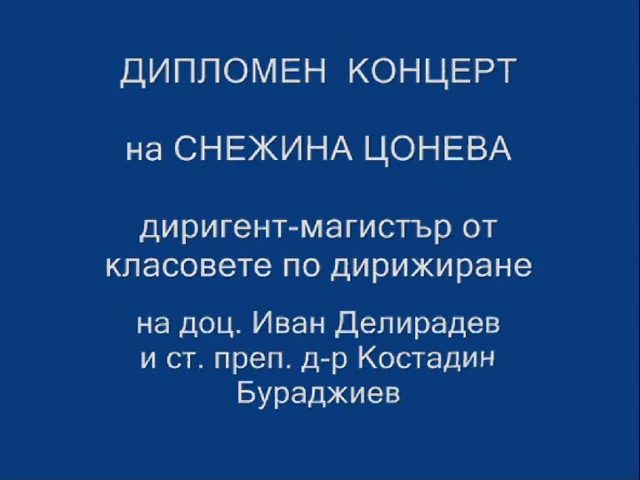 ДИПЛОМЕН КОНЦЕРТ
на СНЕЖИНА ЦОНЕВА
диригент-магистър от
класовете по дирижиране
на доц. Иван Делирадев
и ст. преп. д-р Костадин
Бураджиев